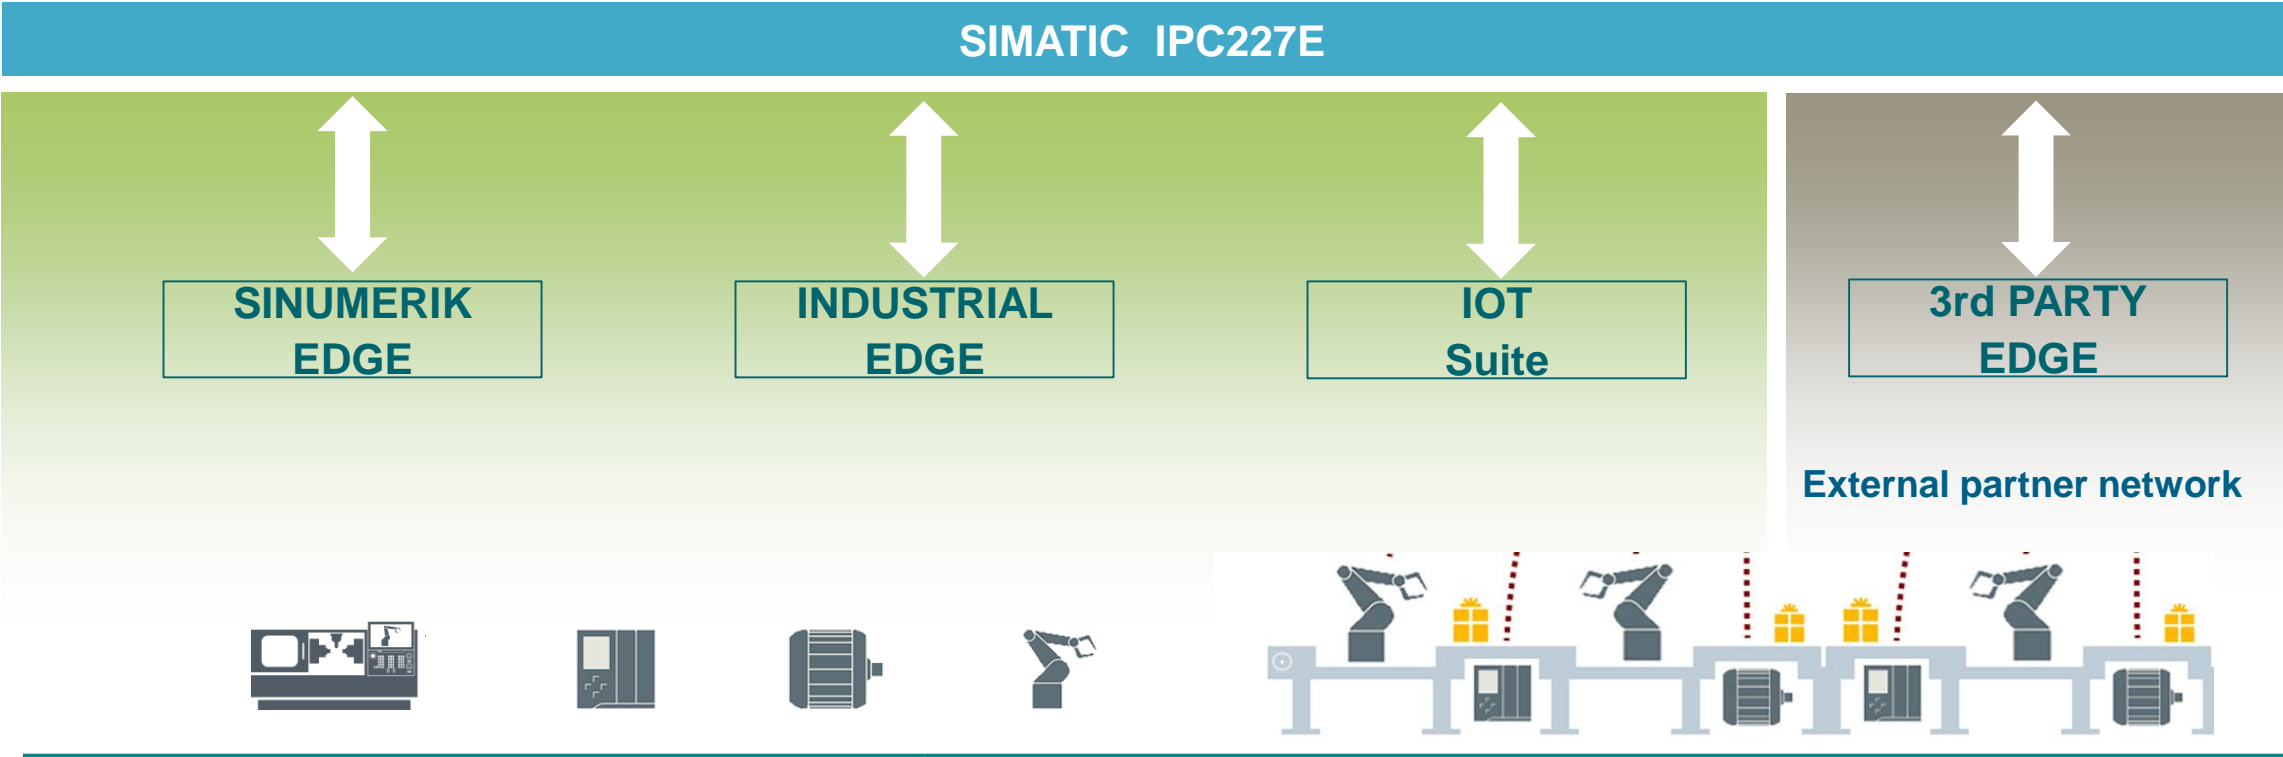 SIMATIC IPC227E
SINUMERIK
EDGE
INDUSTRIAL
EDGE
IOT
Suite
3rd PARTY
EDGE
External partner network